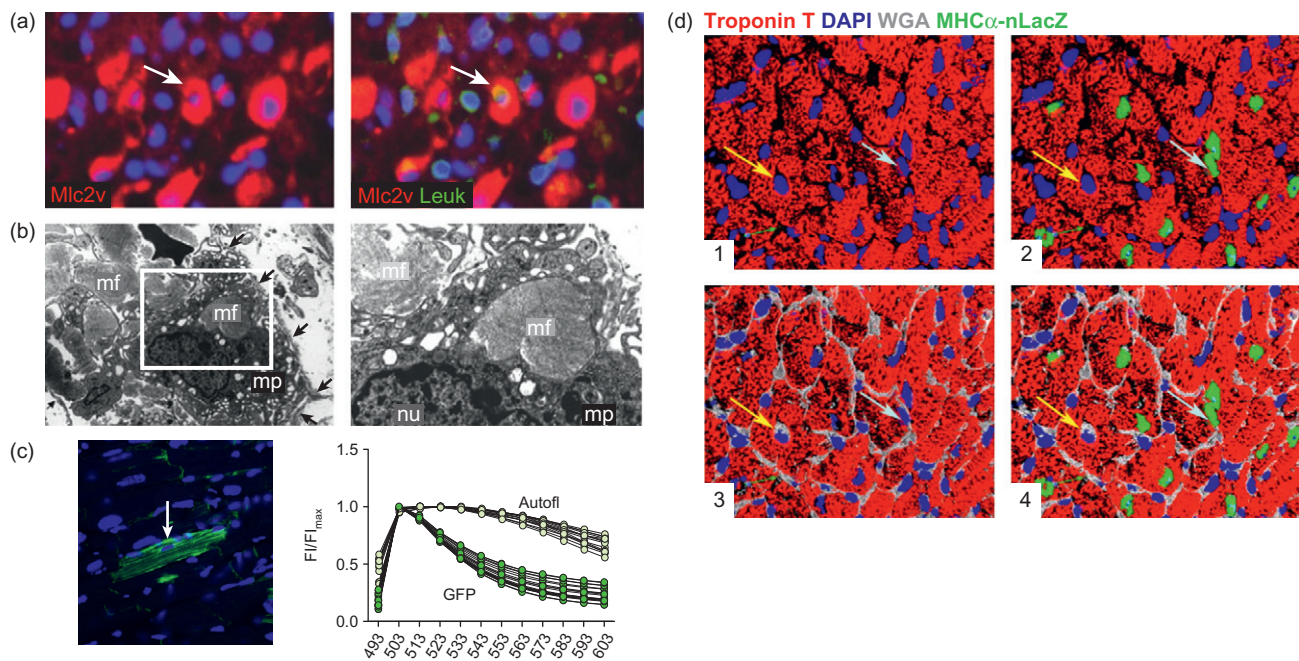 (a)
Mlc2v
Mlc2v Leuk
(b)
mf
mf
mp
mf
mf
nu
mp
(c)
1.5
1.0
0.5
0.0
FI/FImax
Autofl
GFP
493 503 513 523 533 543 553 563 573 583 593 603
(d) Troponin T DAPI WGA MHCα-nLacZ
1
2
3
4